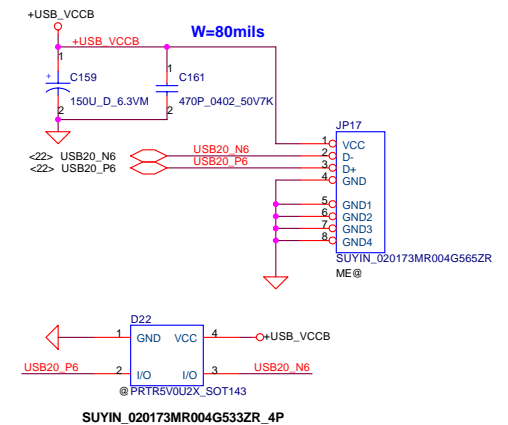 +USB_VCCB
W=80mils
+USB_VCCB
1
1
+
C159
C161
150U_D_6.3VM
470P_0402_50V7K
2
2
JP17
1 VCC
<22> USB20_N6 USB20_N6 2 D-
<22> USB20_P6 USB20_P6 3 D+
4 GND
5 GND1
6 GND2
7 GND3
8 GND4
SUYIN_020173MR004G565ZR
ME@
D22
1 GND VCC 4 +USB_VCCB
USB20_P6 2 I/O I/O 3 USB20_N6
@PRTR5V0U2X_SOT143
SUYIN_020173MR004G533ZR_4P